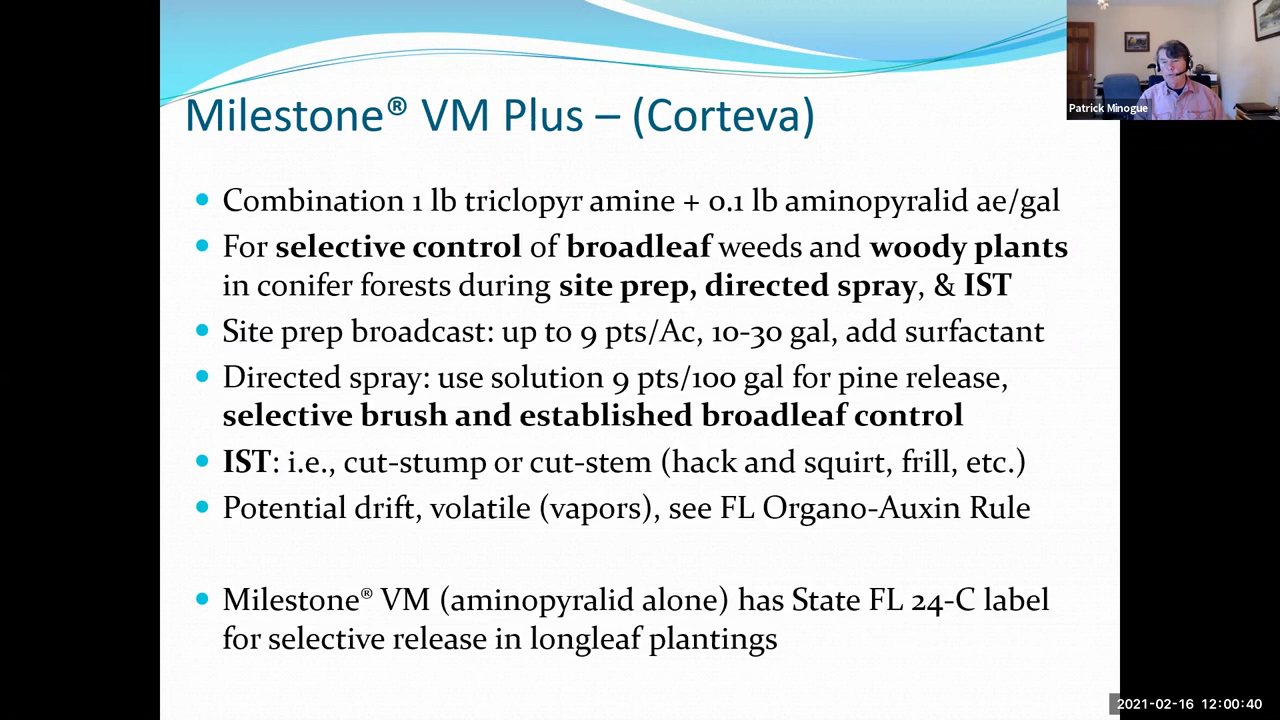 Milestone® VM Plus – (Corteva)
Patrick Minogue
• Combination 1 lb triclopyr amine + 0.1 lb aminopyralid ae/gal
• For selective control of broadleaf weeds and woody plants
in conifer forests during site prep, directed spray, & IST
• Site prep broadcast: up to 9 pts/Ac, 10-30 gal, add surfactant
• Directed spray: use solution 9 pts/100 gal for pine release,
selective brush and established broadleaf control
• IST: i.e., cut-stump or cut-stem (hack and squirt, frill, etc.)
• Potential drift, volatile (vapors), see FL Organo-Auxin Rule
• Milestone® VM (aminopyralid alone) has State FL 24-C label
for selective release in longleaf plantings
2021-02-16 12:00:40